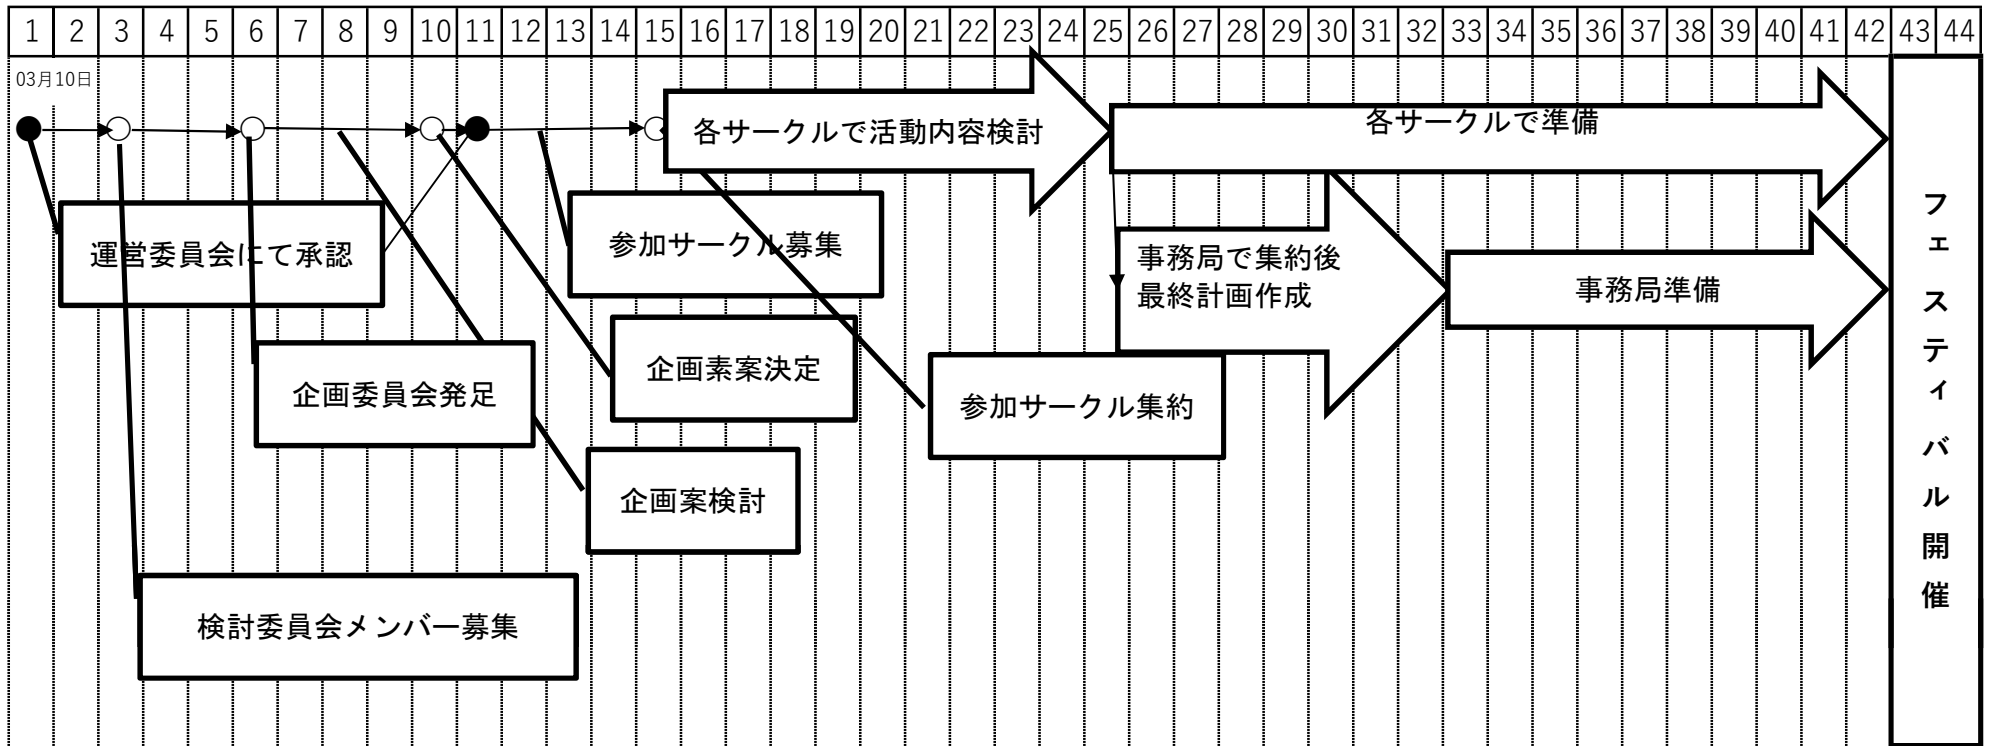 1 2 3 4 5 6 7 8 9 10 11 12 13 14 15 16 17 18 19 20 21 22 23 24 25 26 27 28 29 30 31 32 33 34 35 36 37 38 39 40 41 42 43 44
03月10日
各サークルで活動内容検討
各サークルで準備
運営委員会にて承認
参加サークル募集
事務局で集約後
最終計画作成
事務局準備
企画委員会発足
企画素案決定
参加サークル集約
企画案検討
検討委員会メンバー募集
フェスティバル開催